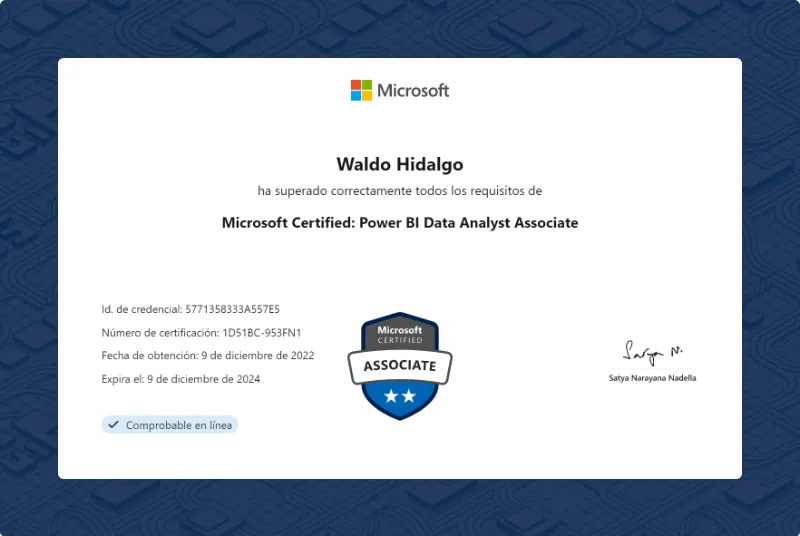 Microsoft
Waldo Hidalgo
ha superado correctamente todos los requisitos de
Microsoft Certified: Power BI Data Analyst Associate
Id. de credencial: 5771358333A557E5
Número de certificación: 1D51BC-953FN1
Fecha de obtención: 9 de diciembre de 2022
Expira el: 9 de diciembre de 2024
Comprobable en línea
Microsoft
CERTIFIED
ASSOCIATE
Satya N.
Satya Narayana Nadella